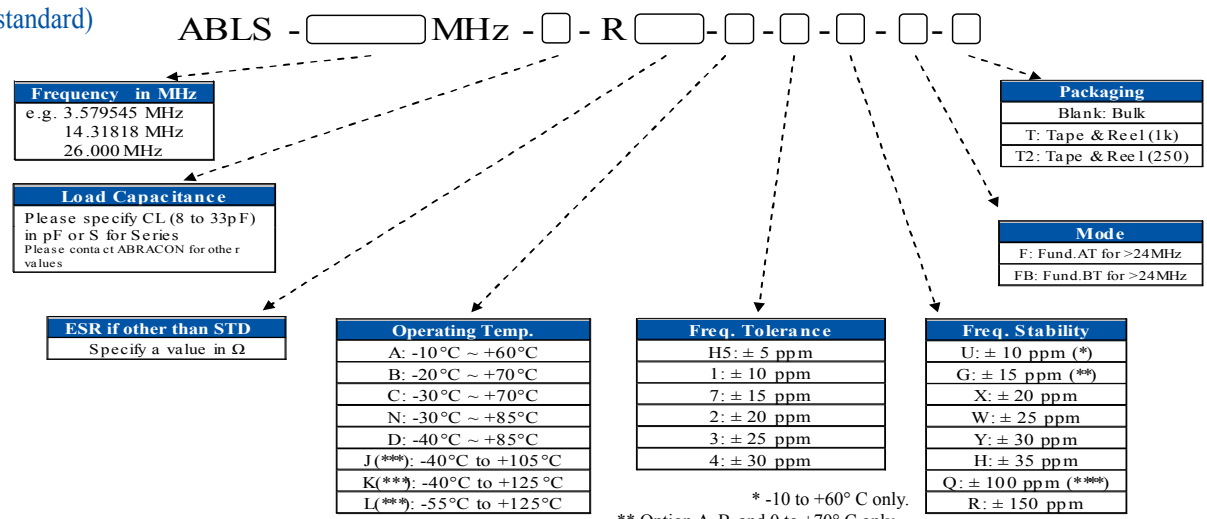 standard)
ABLS - MHz - - R - - - - -
Frequency in MHz
e.g. 3.579545 MHz
14.31818 MHz
26.000 MHz
Load Capacitance
Please specify CL (8 to 33pF)
in pF or S for Series
Please contact ABRACON for other
values
ESR if other than STD
Specify a value in Ω
Operating Temp.
A: -10°C ~ +60°C
B: -20°C ~ +70°C
C: -30°C ~ +70°C
N: -30°C ~ +85°C
D: -40°C ~ +85°C
J(***): -40°C to +105°C
K(***): -40°C to +125°C
L(***): -55°C to +125°C
Freq. Tolerance
H5: ± 5 ppm
1: ± 10 ppm
7: ± 15 ppm
2: ± 20 ppm
3: ± 25 ppm
4: ± 30 ppm
Freq. Stability
U: ± 10 ppm (*)
G: ± 15 ppm (**)
X: ± 20 ppm
W: ± 25 ppm
Y: ± 30 ppm
H: ± 35 ppm
Q: ± 100 ppm (***)
R: ± 150 ppm
Mode
F: Fund.AT for >24MHz
FB: Fund.BT for >24MHz
Packaging
Blank: Bulk
T: Tape & Reel (1k)
T2: Tape & Reel (250)
* -10 to +60° C only.
** Option A, B, and 0 to +70° C only